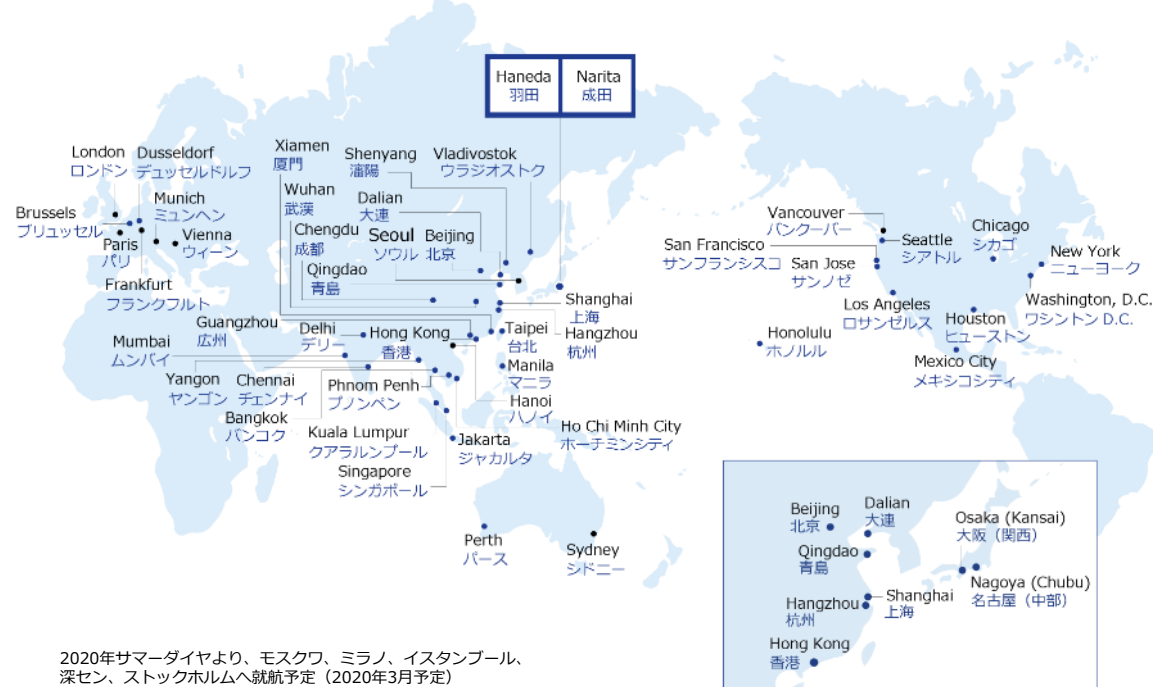 Haneda
羽田
Narita
成田
London
ロンドン
Dusseldorf
デュッセルドルフ
Xiamen
厦門
Shenyang
瀋陽
Vladivostok
ウラジオストク
Munich
ミュンヘン
Wuhan
武漢
Dalian
大連
Brussels
ブリュッセル
Paris
パリ
Vienna
ウィーン
Chengdu
成都
Seoul
ソウル
Beijing
北京
Qingdao
青島
Frankfurt
フランクフルト
Shanghai
上海
Guangzhou
広州
Delhi
デリー
Hong Kong
香港
Taipei
台北
Hangzhou
杭州
Mumbai
ムンバイ
Manila
マニラ
Yangon
ヤンゴン
Chennai
チェンナイ
Phnom Penh
プノンペン
Hanoi
ハノイ
Bangkok
バンコク
Kuala Lumpur
クアラルンプール
Jakarta
ジャカルタ
Ho Chi Minh City
ホーチミンシティ
Singapore
シンガポール
Perth
パース
Sydney
シドニー
Vancouver
バンクーバー
Seattle
シアトル
Chicago
シカゴ
San Francisco
サンフランシスコ
San Jose
サンノゼ
New York
ニューヨーク
Los Angeles
ロサンゼルス
Washington, D.C.
ワシントン D.C.
Houston
ヒューストン
Honolulu
ホノルル
Mexico City
メキシコシティ
Beijing
北京
Dalian
大連
Osaka (Kansai)
大阪（関西）
Qingdao
青島
Nagoya (Chubu)
名古屋（中部）
Hangzhou
杭州
Shanghai
上海
Hong Kong
香港
2020年サマーダイヤより、モスクワ、ミラノ、イスタンブール、
深セン、ストックホルムへ就航予定（2020年3月予定）